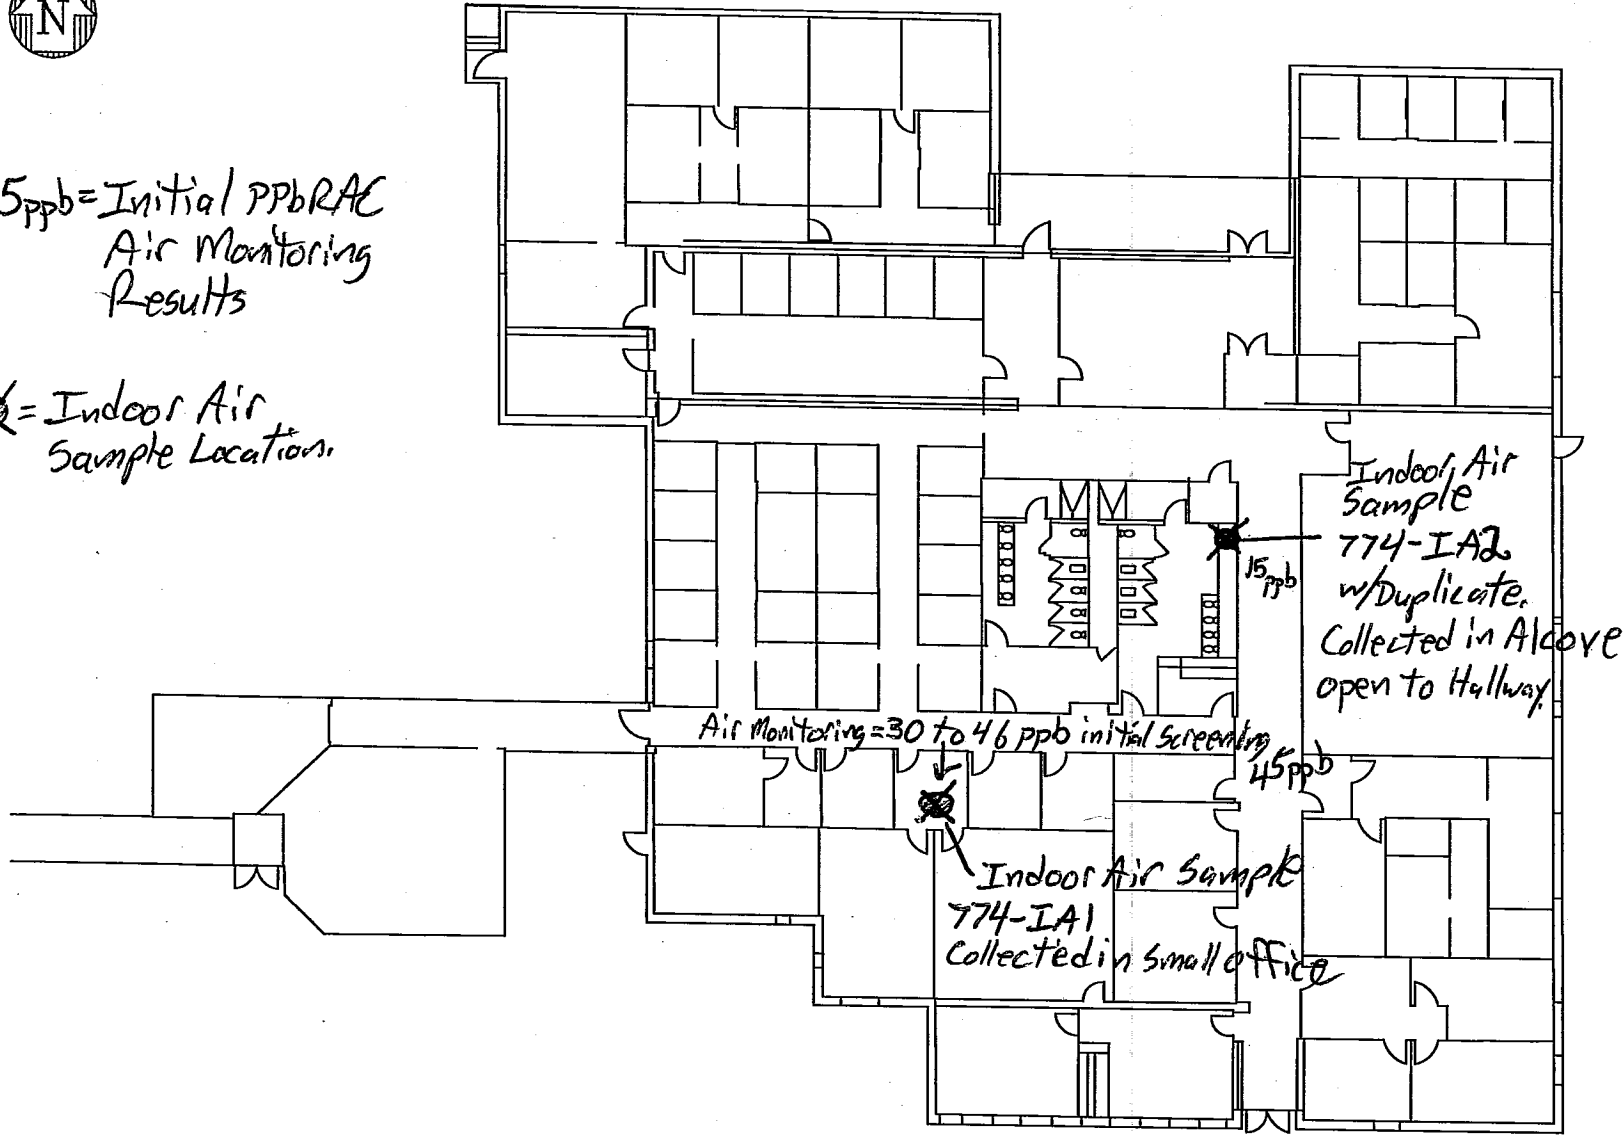 N
5ppb = Initial PPbRAE
Air Monitoring
Results
= Indoor Air
Sample Location.
Indoor Air
Sample
774-IA2
w/Duplicate.
Collected in Alcove
open to Hallway.
15ppb
Air Monitoring = 30 to 46 ppb initial screening
45ppb
Indoor Air Sample
774-IA1
Collected in small office